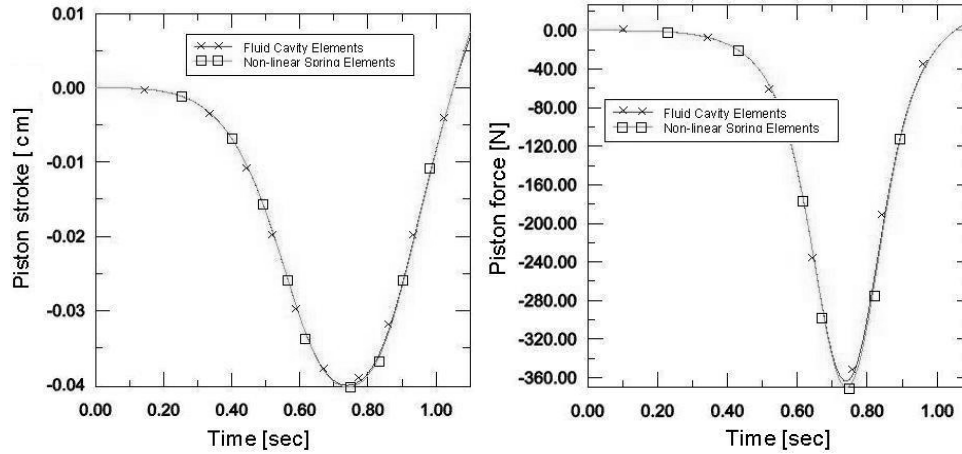 0.01
0.00
-0.01
-0.02
-0.03
-0.04
Piston stroke [ cm]
Fluid Cavity Elements
Non-linear Spring Elements
0.00 0.20 0.40 0.60 0.80 1.00
Time [sec]
0.00
-40.00
-80.00
-120.00
-160.00
-200.00
-240.00
-280.00
-320.00
-360.00
Piston force [N]
Fluid Cavity Elements
Non-linear Spring Elements
0.00 0.20 0.40 0.60 0.80 1.00
Time [sec]